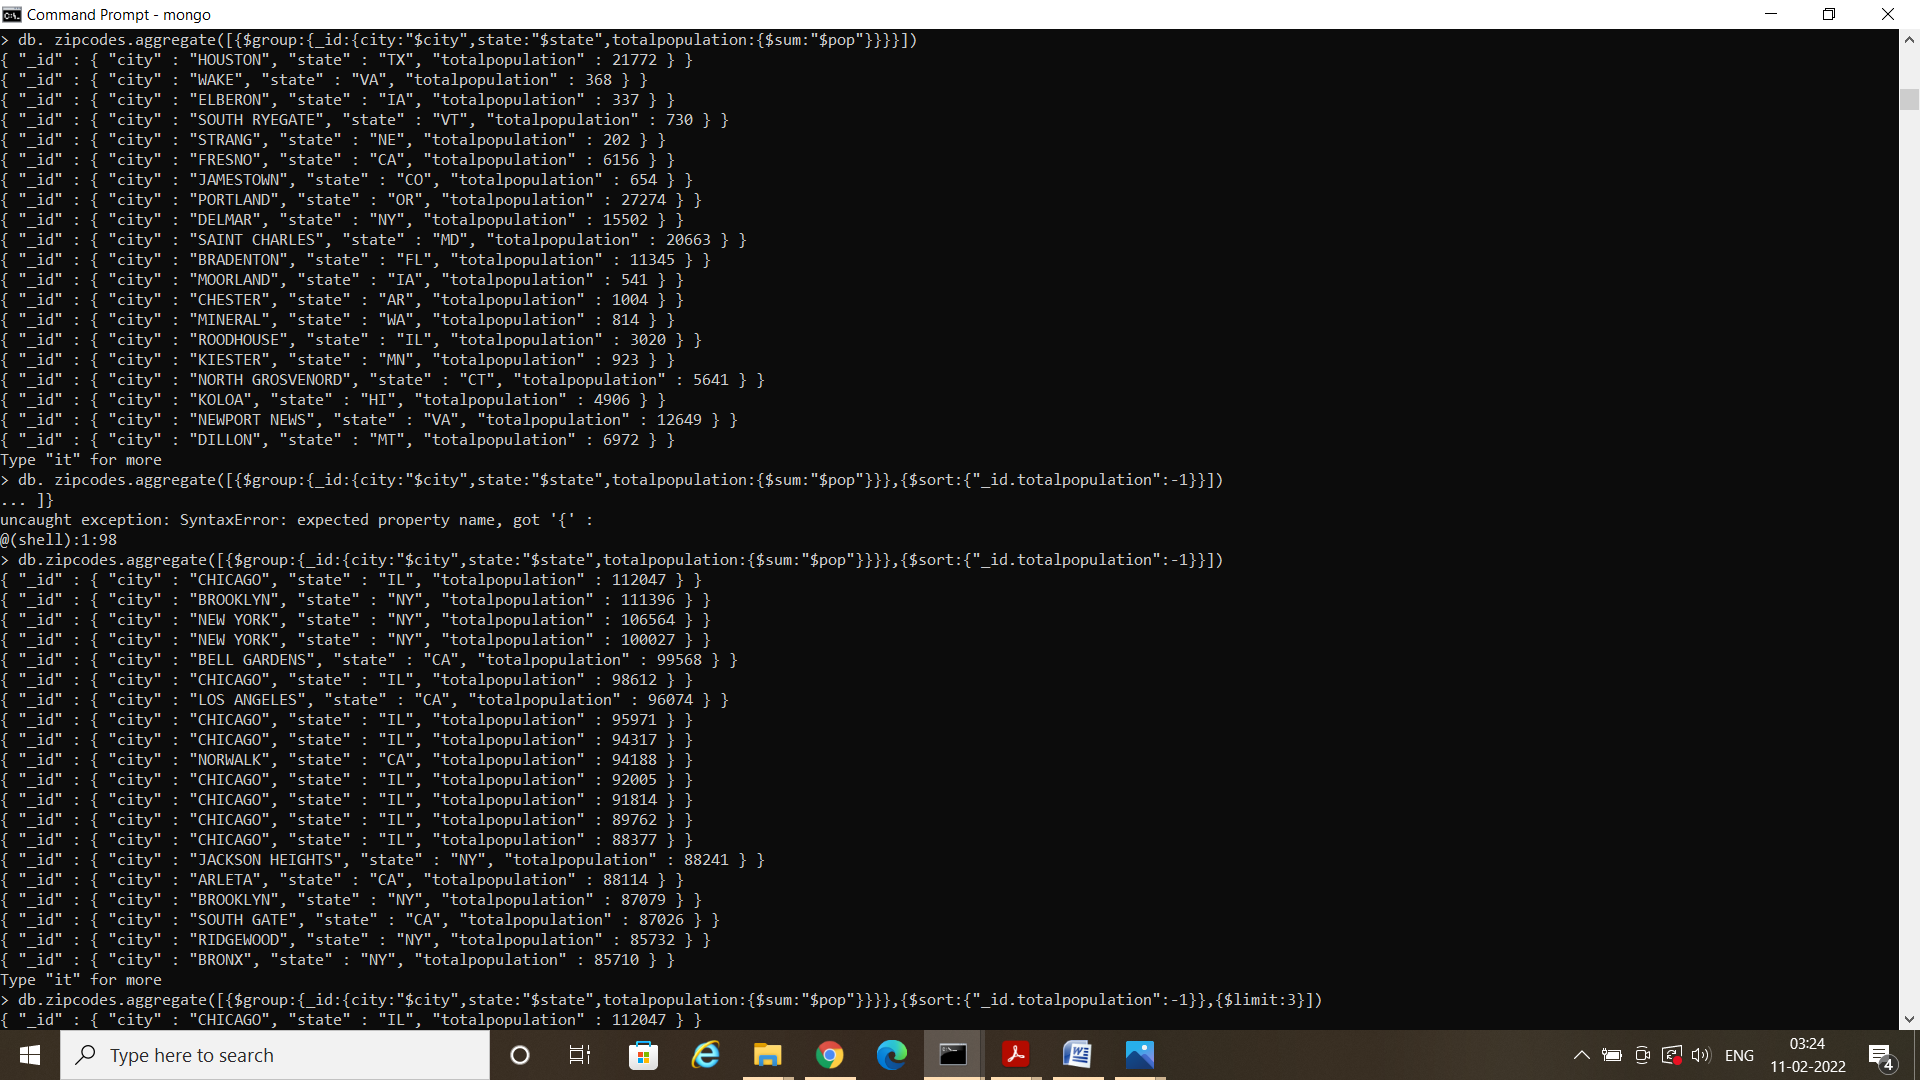 Command Prompt - mongo
> db. zipcodes.aggregate([{$group:{_id:{city:"$city",state:"$state",totalpopulation:{$sum:"$pop"}}}}])
{ "_id" : { "city" : "HOUSTON", "state" : "TX", "totalpopulation" : 21772 } }
{ "_id" : { "city" : "WAKE", "state" : "VA", "totalpopulation" : 368 } }
{ "_id" : { "city" : "ELBERON", "state" : "IA", "totalpopulation" : 337 } }
{ "_id" : { "city" : "SOUTH RYEGATE", "state" : "VT", "totalpopulation" : 730 } }
{ "_id" : { "city" : "STRANG", "state" : "NE", "totalpopulation" : 202 } }
{ "_id" : { "city" : "FRESNO", "state" : "CA", "totalpopulation" : 6156 } }
{ "_id" : { "city" : "JAMESTOWN", "state" : "CO", "totalpopulation" : 654 } }
{ "_id" : { "city" : "PORTLAND", "state" : "OR", "totalpopulation" : 27274 } }
{ "_id" : { "city" : "DELMAR", "state" : "NY", "totalpopulation" : 15502 } }
{ "_id" : { "city" : "SAINT CHARLES", "state" : "MD", "totalpopulation" : 20663 } }
{ "_id" : { "city" : "BRADENTON", "state" : "FL", "totalpopulation" : 11345 } }
{ "_id" : { "city" : "MOORLAND", "state" : "IA", "totalpopulation" : 541 } }
{ "_id" : { "city" : "CHESTER", "state" : "AR", "totalpopulation" : 1004 } }
{ "_id" : { "city" : "MINERAL", "state" : "WA", "totalpopulation" : 814 } }
{ "_id" : { "city" : "ROODHOUSE", "state" : "IL", "totalpopulation" : 3020 } }
{ "_id" : { "city" : "KIESTER", "state" : "MN", "totalpopulation" : 923 } }
{ "_id" : { "city" : "NORTH GROSVENORD", "state" : "CT", "totalpopulation" : 5641 } }
{ "_id" : { "city" : "KOLOA", "state" : "HI", "totalpopulation" : 4906 } }
{ "_id" : { "city" : "NEWPORT NEWS", "state" : "VA", "totalpopulation" : 12649 } }
{ "_id" : { "city" : "DILLON", "state" : "MT", "totalpopulation" : 6972 } }
Type "it" for more
> db. zipcodes.aggregate([{$group:{_id:{city:"$city",state:"$state",totalpopulation:{$sum:"$pop"}}},{$sort:{"_id.totalpopulation":-1}}])
... ]}
uncaught exception: SyntaxError: expected property name, got '{' :
@(shell):1:98
> db.zipcodes.aggregate([{$group:{_id:{city:"$city",state:"$state",totalpopulation:{$sum:"$pop"}}}},{$sort:{"_id.totalpopulation":-1}}])
{ "_id" : { "city" : "CHICAGO", "state" : "IL", "totalpopulation" : 112047 } }
{ "_id" : { "city" : "BROOKLYN", "state" : "NY", "totalpopulation" : 111396 } }
{ "_id" : { "city" : "NEW YORK", "state" : "NY", "totalpopulation" : 106564 } }
{ "_id" : { "city" : "NEW YORK", "state" : "NY", "totalpopulation" : 100027 } }
{ "_id" : { "city" : "BELL GARDENS", "state" : "CA", "totalpopulation" : 99568 } }
{ "_id" : { "city" : "CHICAGO", "state" : "IL", "totalpopulation" : 98612 } }
{ "_id" : { "city" : "LOS ANGELES", "state" : "CA", "totalpopulation" : 96074 } }
{ "_id" : { "city" : "CHICAGO", "state" : "IL", "totalpopulation" : 95971 } }
{ "_id" : { "city" : "CHICAGO", "state" : "IL", "totalpopulation" : 94317 } }
{ "_id" : { "city" : "NORWALK", "state" : "CA", "totalpopulation" : 94188 } }
{ "_id" : { "city" : "CHICAGO", "state" : "IL", "totalpopulation" : 92005 } }
{ "_id" : { "city" : "CHICAGO", "state" : "IL", "totalpopulation" : 91814 } }
{ "_id" : { "city" : "CHICAGO", "state" : "IL", "totalpopulation" : 89762 } }
{ "_id" : { "city" : "CHICAGO", "state" : "IL", "totalpopulation" : 88377 } }
{ "_id" : { "city" : "JACKSON HEIGHTS", "state" : "NY", "totalpopulation" : 88241 } }
{ "_id" : { "city" : "ARLETA", "state" : "CA", "totalpopulation" : 88114 } }
{ "_id" : { "city" : "BROOKLYN", "state" : "NY", "totalpopulation" : 87079 } }
{ "_id" : { "city" : "SOUTH GATE", "state" : "CA", "totalpopulation" : 87026 } }
{ "_id" : { "city" : "RIDGEWOOD", "state" : "NY", "totalpopulation" : 85732 } }
{ "_id" : { "city" : "BRONX", "state" : "NY", "totalpopulation" : 85710 } }
Type "it" for more
> db.zipcodes.aggregate([{$group:{_id:{city:"$city",state:"$state",totalpopulation:{$sum:"$pop"}}}},{$sort:{"_id.totalpopulation":-1}},{$limit:3}])
{ "_id" : { "city" : "CHICAGO", "state" : "IL", "totalpopulation" : 112047 } }
Type here to search
ENG
03:24
11-02-2022
4